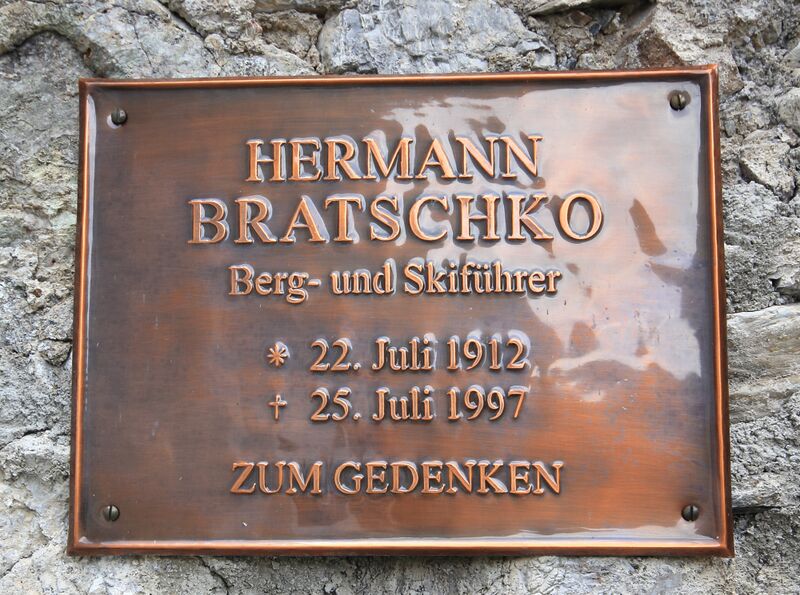 HERMANN
BRATSCHKO
Berg- und Skiführer
* 22. Juli 1912
† 25. Juli 1997
ZUM GEDENKEN